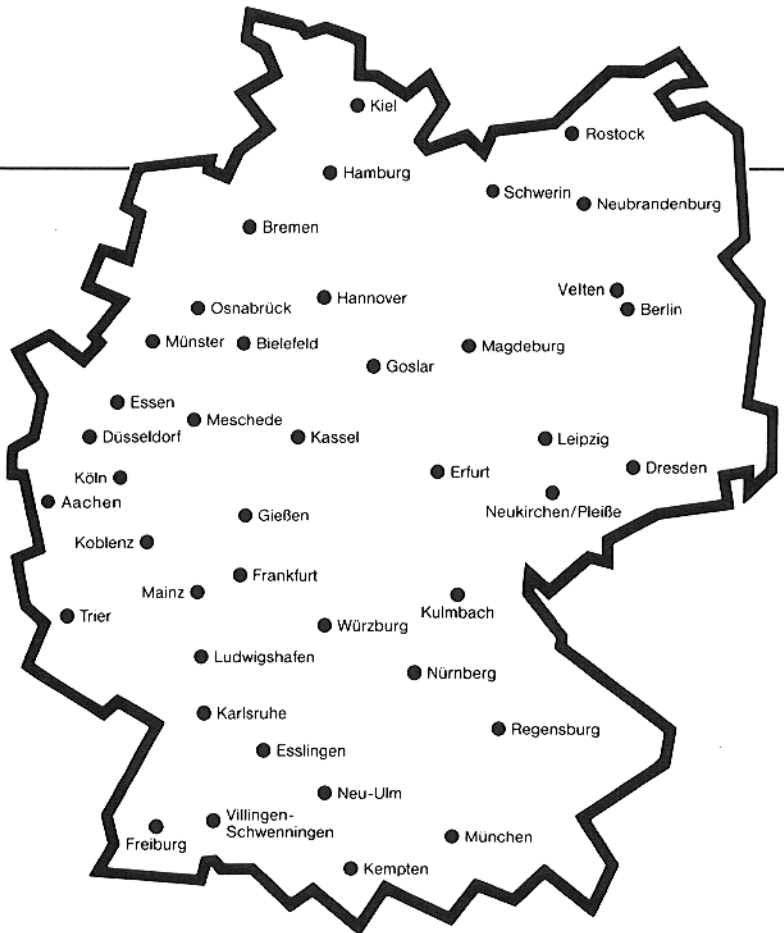 Kiel
Rostock
Hamburg
Schwerin
Neubrandenburg
Bremen
Velten
Hannover
Osnabrück
Berlin
Münster
Bielefeld
Magdeburg
Goslar
Essen
Meschede
Düsseldorf
Kassel
Leipzig
Dresden
Erfurt
Köln
Aachen
Neukirchen/Pleiße
Gießen
Koblenz
Frankfurt
Mainz
Kulmbach
Trier
Würzburg
Ludwigshafen
Nürnberg
Karlsruhe
Regensburg
Esslingen
Neu-Ulm
Villingen-
Schwenningen
München
Freiburg
Kempten